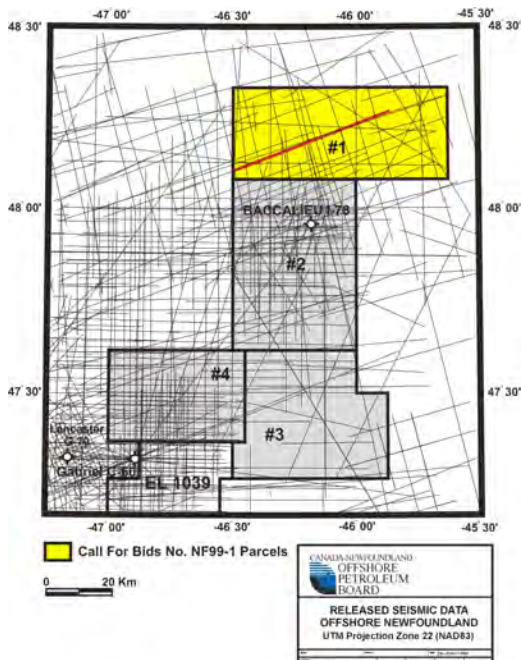 -47° 00' -46° 30' -46° 00' -45° 30'
48° 30' 48° 30'
#1
48° 00' 48° 00'
BACCALIEU I-78
#2
47° 30' 47° 30'
#4
Lancaster
G-70
#3
Gabriel C-60
EL 1039
-47° 00' -46° 30' -46° 00' -45° 30'
Call For Bids No. NF99-1 Parcels
0 20 Km
CANADA-NEWFOUNDLAND
OFFSHORE
PETROLEUM
BOARD
RELEASED SEISMIC DATA
OFFSHORE NEWFOUNDLAND
UTM Projection Zone 22 (NAD83)